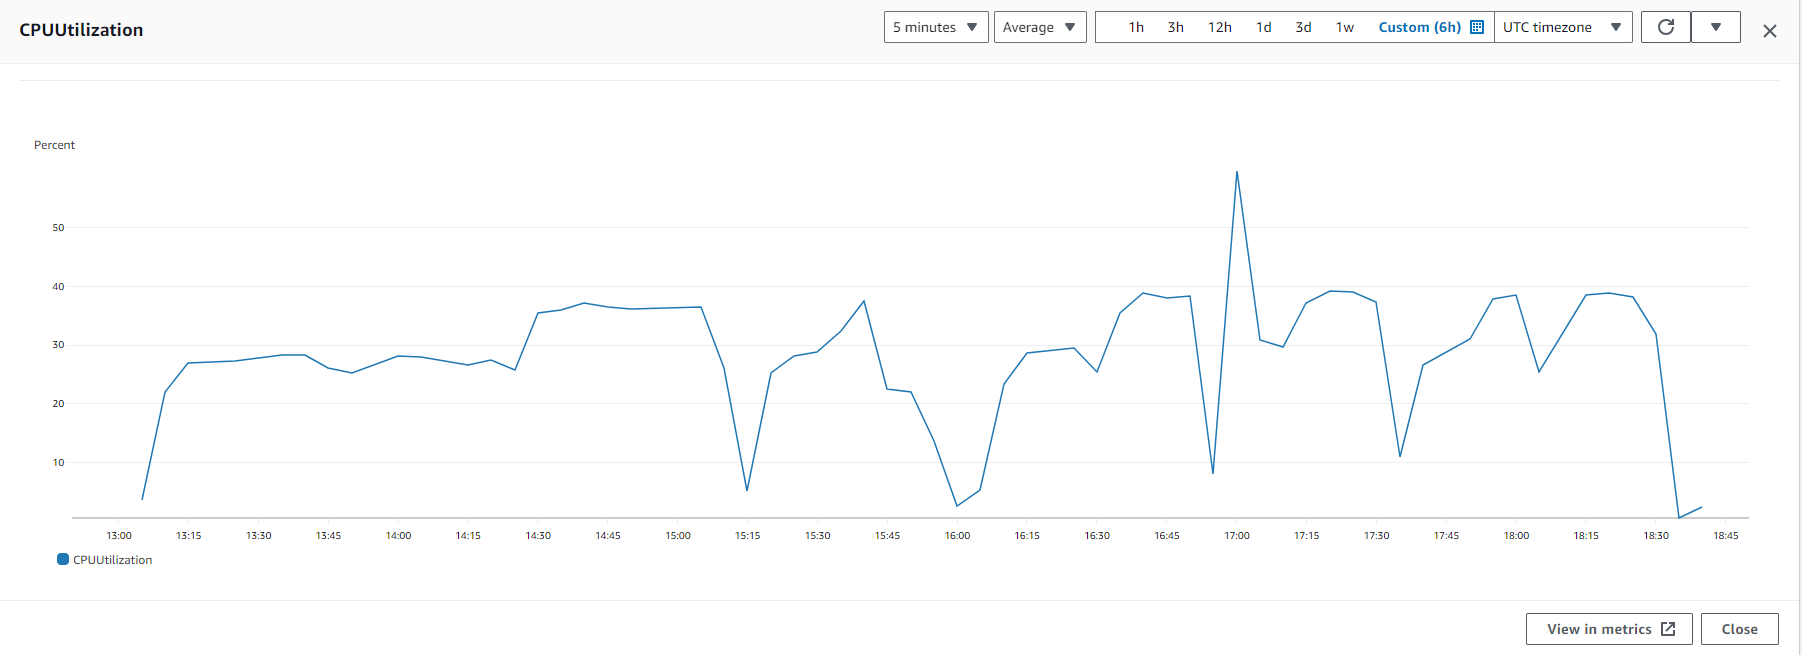 CPUUtilization
5 minutes Average 1h 3h 12h 1d 3d 1w Custom (6h) UTC timezone
Percent
50
40
30
20
10
13:00 13:15 13:30 13:45 14:00 14:15 14:30 14:45 15:00 15:15 15:30 15:45 16:00 16:15 16:30 16:45 17:00 17:15 17:30 17:45 18:00 18:15 18:30 18:45
CPUUtilization
View in metrics Close